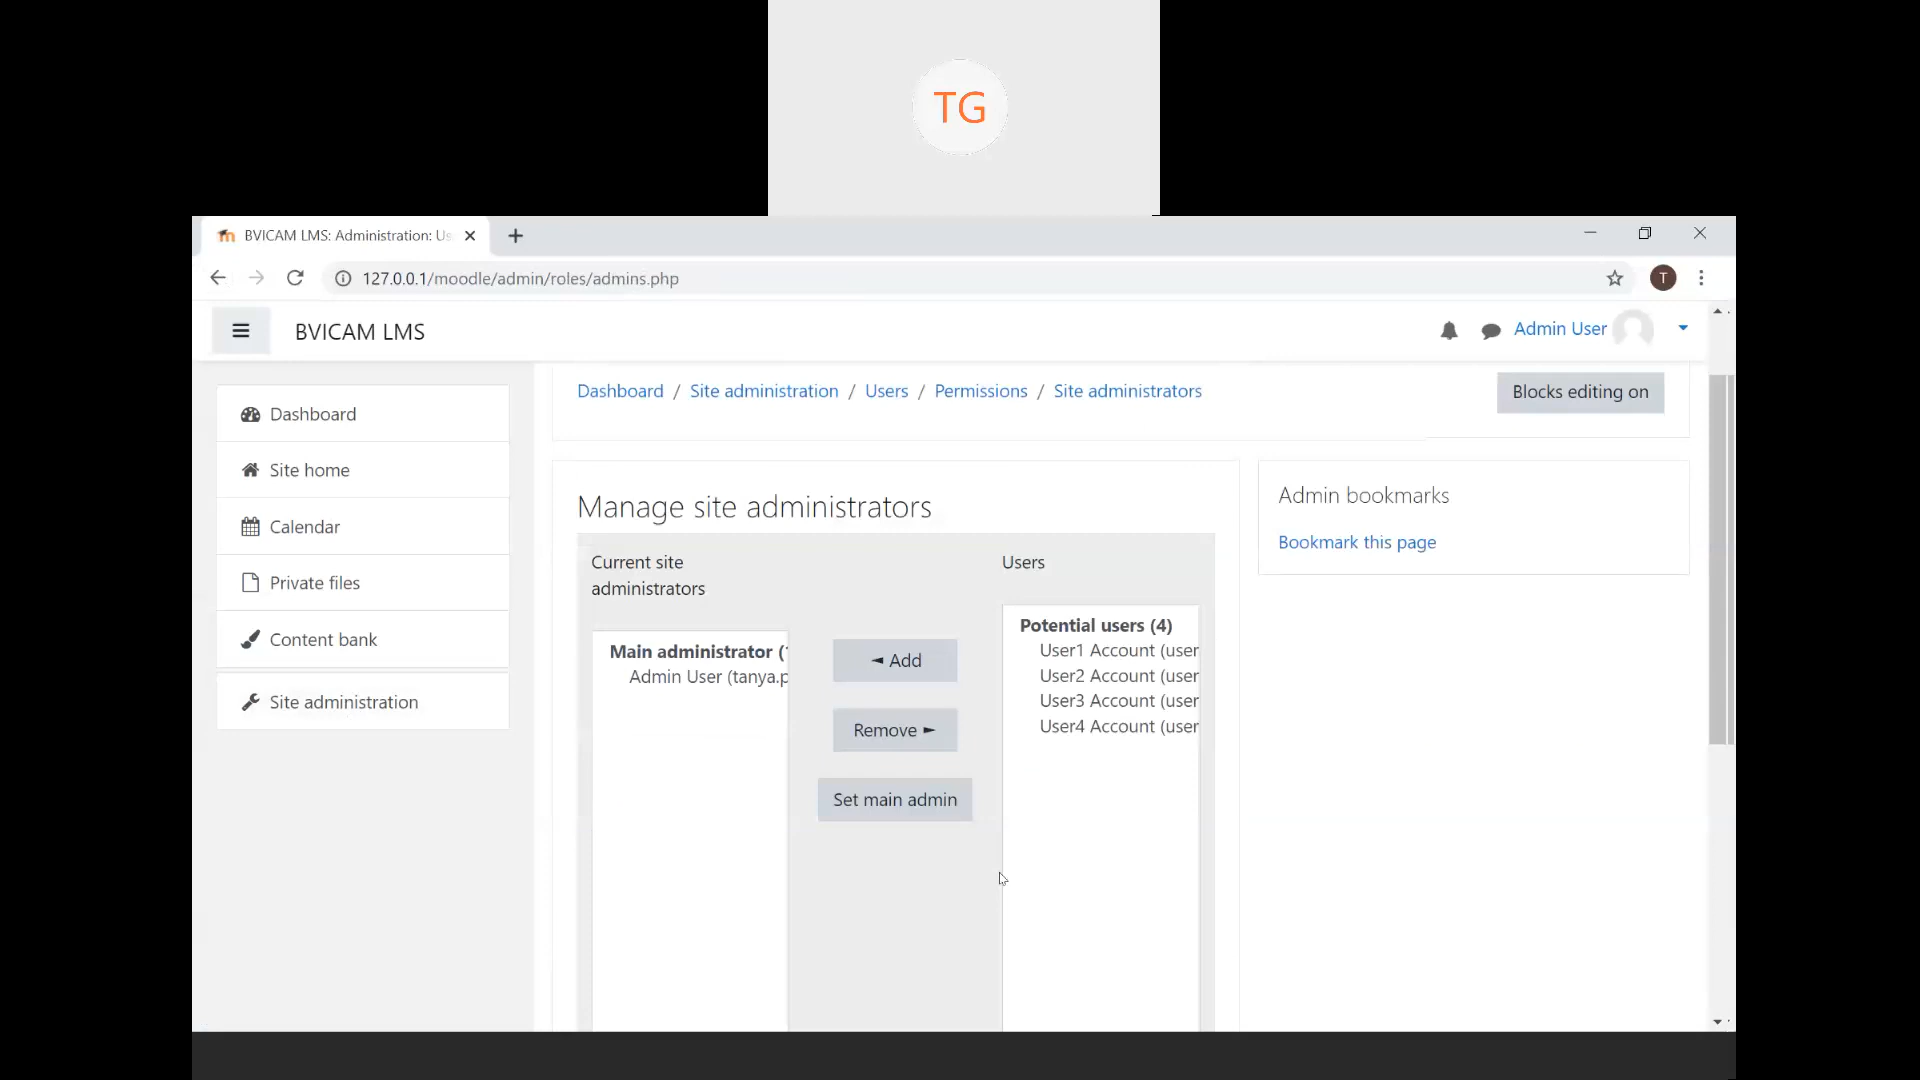 TG
BVICAM LMS: Administration: Us
127.0.0.1/moodle/admin/roles/admins.php
T
BVICAM LMS
Admin User
Dashboard / Site administration / Users / Permissions / Site administrators
Blocks editing on
Dashboard
Site home
Calendar
Private files
Content bank
Site administration
Manage site administrators
Current site
administrators
Main administrator (
Admin User (tanya.p
◄ Add
Remove ►
Set main admin
Users
Potential users (4)
User1 Account (user
User2 Account (user
User3 Account (user
User4 Account (user
Admin bookmarks
Bookmark this page